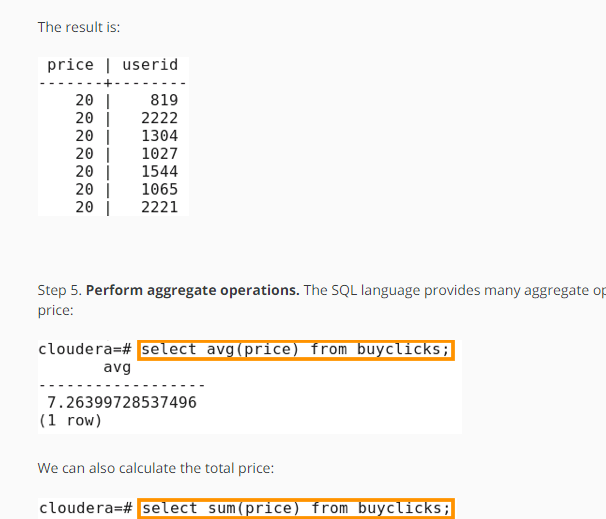 The result is:
price | userid
-------+--------
20 | 819
20 | 2222
20 | 1304
20 | 1027
20 | 1544
20 | 1065
20 | 2221
Step 5. Perform aggregate operations. The SQL language provides many aggregate op
price:
cloudera=# select avg(price) from buyclicks;
avg
------------------
7.26399728537496
(1 row)
We can also calculate the total price:
cloudera=# select sum(price) from buyclicks;